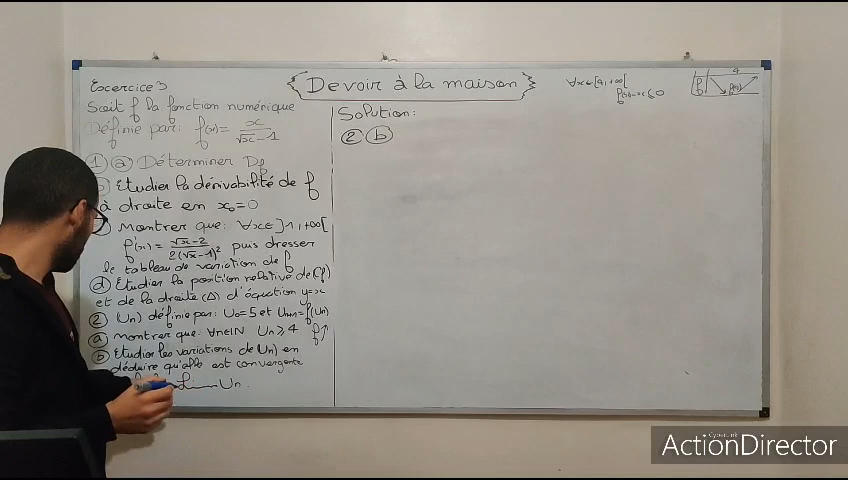 Devoir à la maison
Exercice 3
Soit f la fonction numérique
Définie par: f(x) = x / √x - 1
1) a) Déterminer Df
b) Etudier la dérivabilité de f
à droite en x₀ = 0
Montrer que: ∀x∈]1,+∞[
f'(x) = √x - 2 / 2(√x - 1)² puis dresser
le tableau de variation de f
d) Etudier la position relative de (Cf)
et de la droite (Δ) d'équation y=x
2) (Un) définie par: U₀=5 et Un+1=f(Un)
a) montrer que: ∀n∈IN Un ⩾ 4 f↗
b) Etudier les variations de Un) en
déduire qu'elle est convergente
Un
Solution:
2) b)
∀x∈[4,+∞[
f(x)-x ⩽ 0
4
f
f(4)
CyberLink
ActionDirector